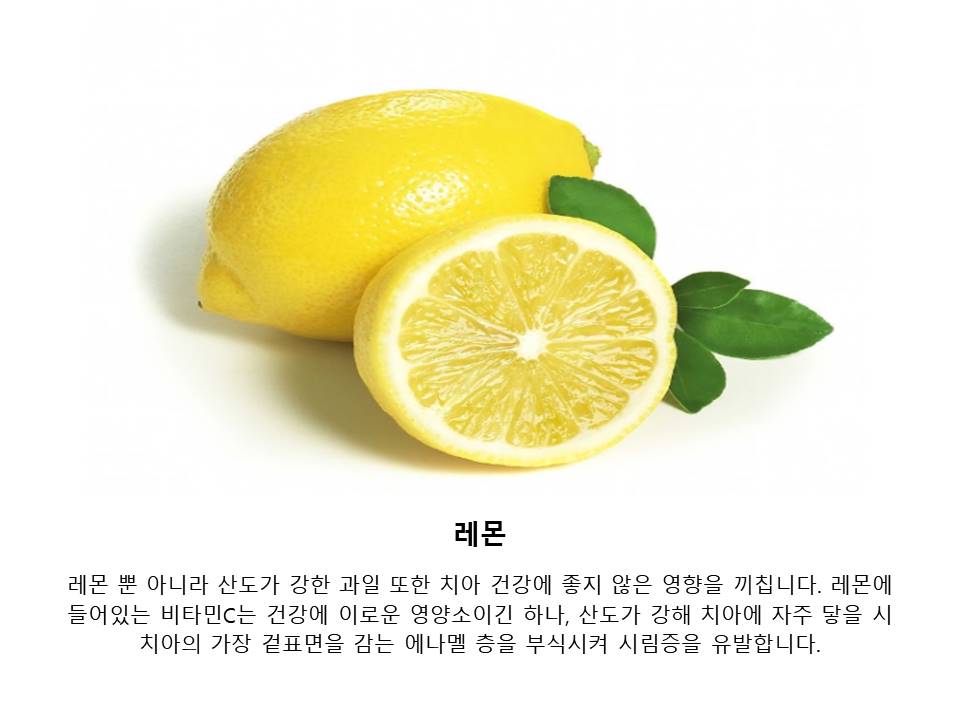 레몬
레몬 뿐 아니라 산도가 강한 과일 또한 치아 건강에 좋지 않은 영향을 끼칩니다. 레몬에
들어있는 비타민C는 건강에 이로운 영양소이긴 하나, 산도가 강해 치아에 자주 닿을 시
치아의 가장 겉표면을 감는 에나멜 층을 부식시켜 시림증을 유발합니다.